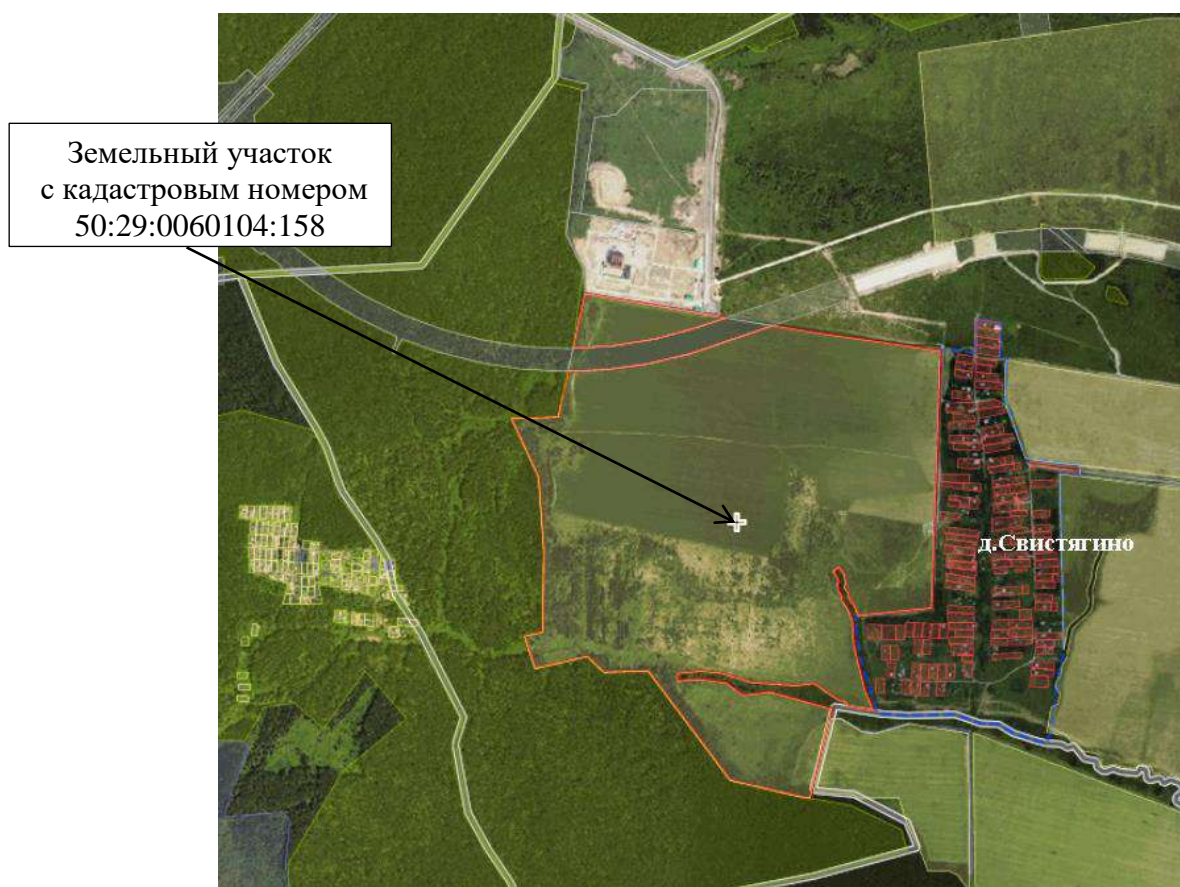 Земельный участок
с кадастровым номером
50:29:0060104:158
д.Свистягино